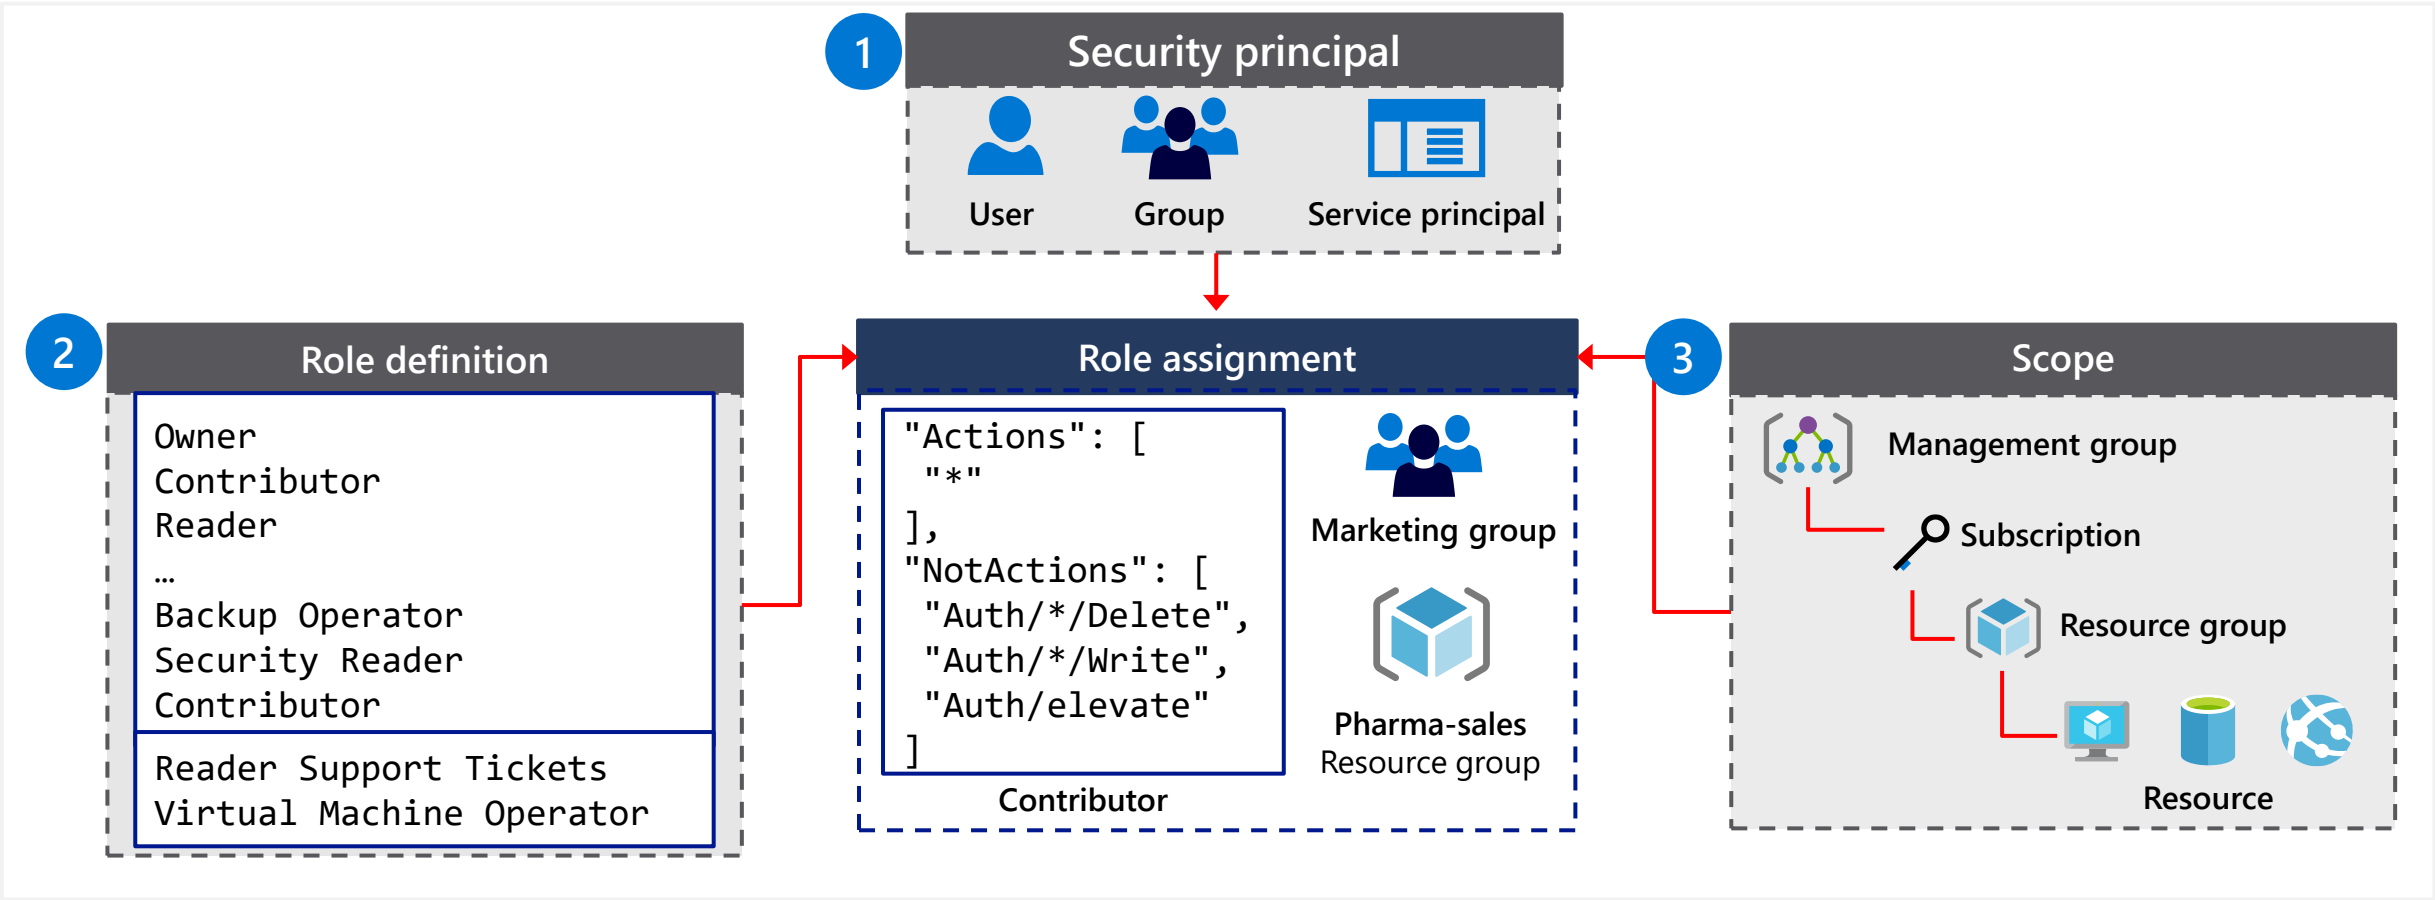 1
Security principal
User
Group
Service principal
2
Role definition
Owner
Contributor
Reader
…
Backup Operator
Security Reader
Contributor
Reader Support Tickets
Virtual Machine Operator
Role assignment
"Actions": [
"*"
],
"NotActions": [
"Auth/*/Delete",
"Auth/*/Write",
"Auth/elevate"
]
Contributor
Marketing group
Pharma-sales
Resource group
3
Scope
Management group
Subscription
Resource group
Resource